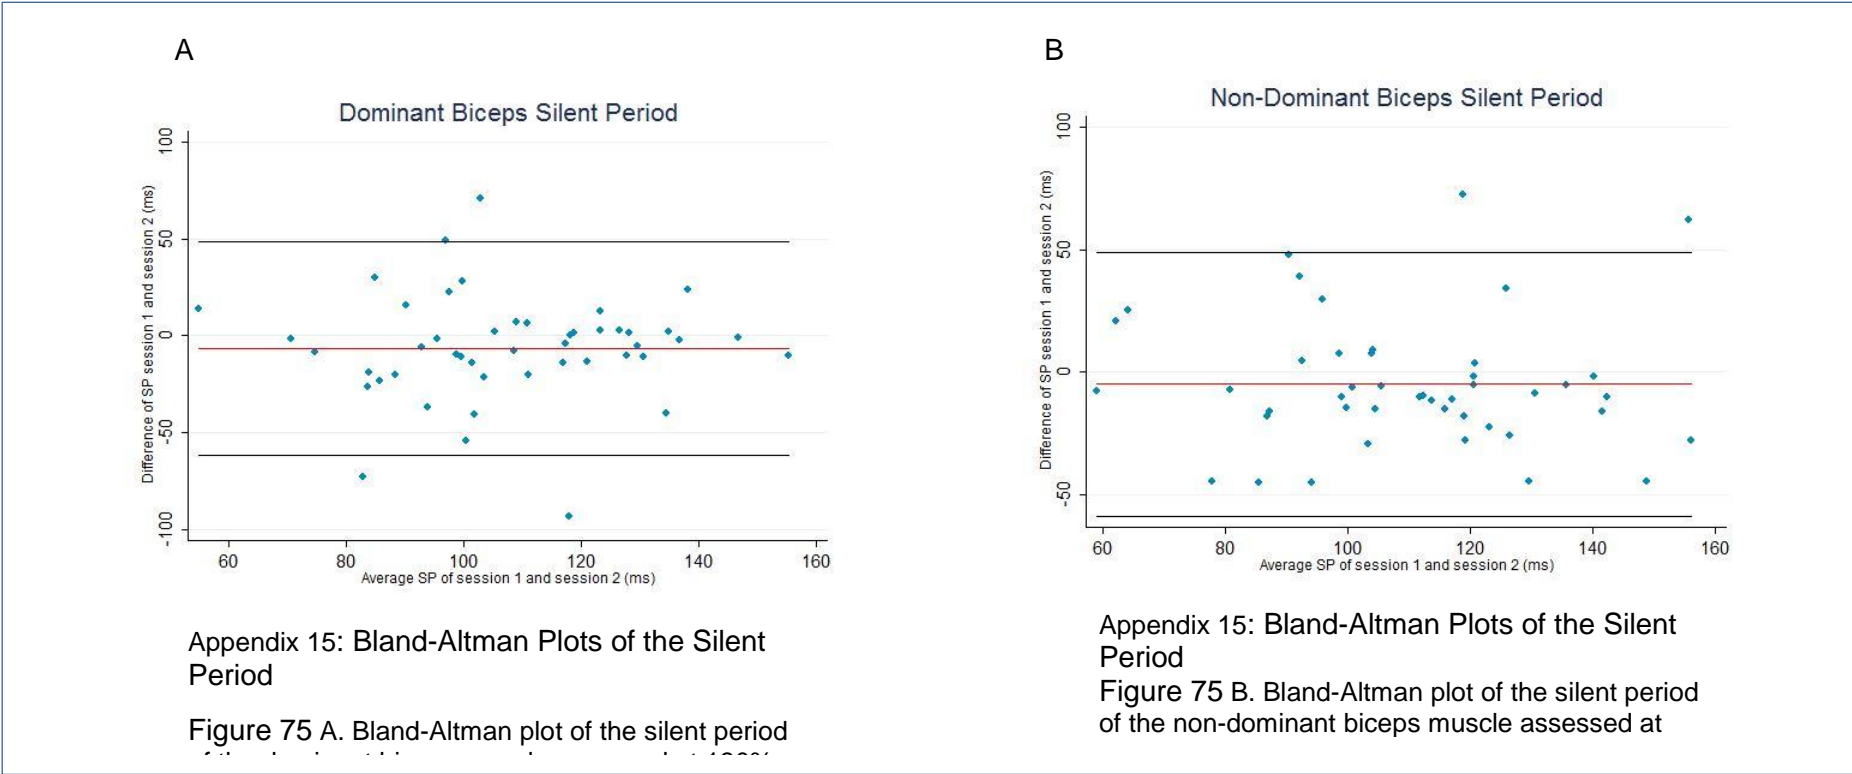 A
Dominant Biceps Silent Period
Difference of SP session 1 and session 2 (ms)
100
50
0
-50
-100
60 80 100 120 140 160
Average SP of session 1 and session 2 (ms)
Appendix 15: Bland-Altman Plots of the Silent
Period
Figure 75 A. Bland-Altman plot of the silent period
B
Non-Dominant Biceps Silent Period
Difference of SP session 1 and session 2 (ms)
100
50
0
-50
60 80 100 120 140 160
Average SP of session 1 and session 2 (ms)
Appendix 15: Bland-Altman Plots of the Silent
Period
Figure 75 B. Bland-Altman plot of the silent period
of the non-dominant biceps muscle assessed at